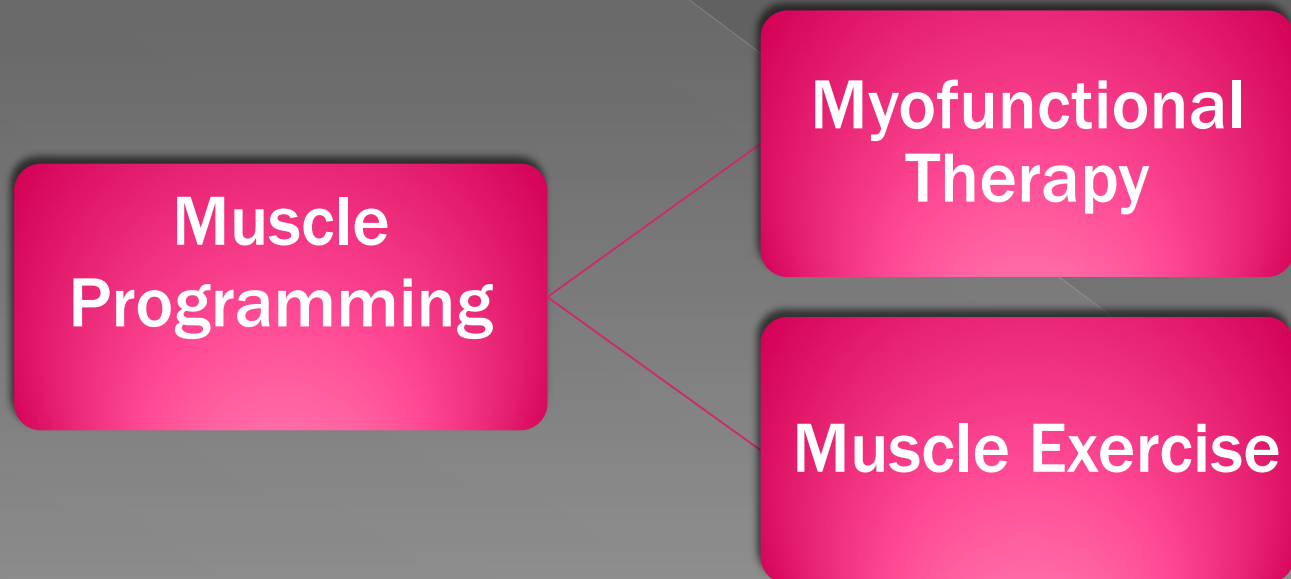 Muscle
Programming
Myofunctional
Therapy
Muscle Exercise